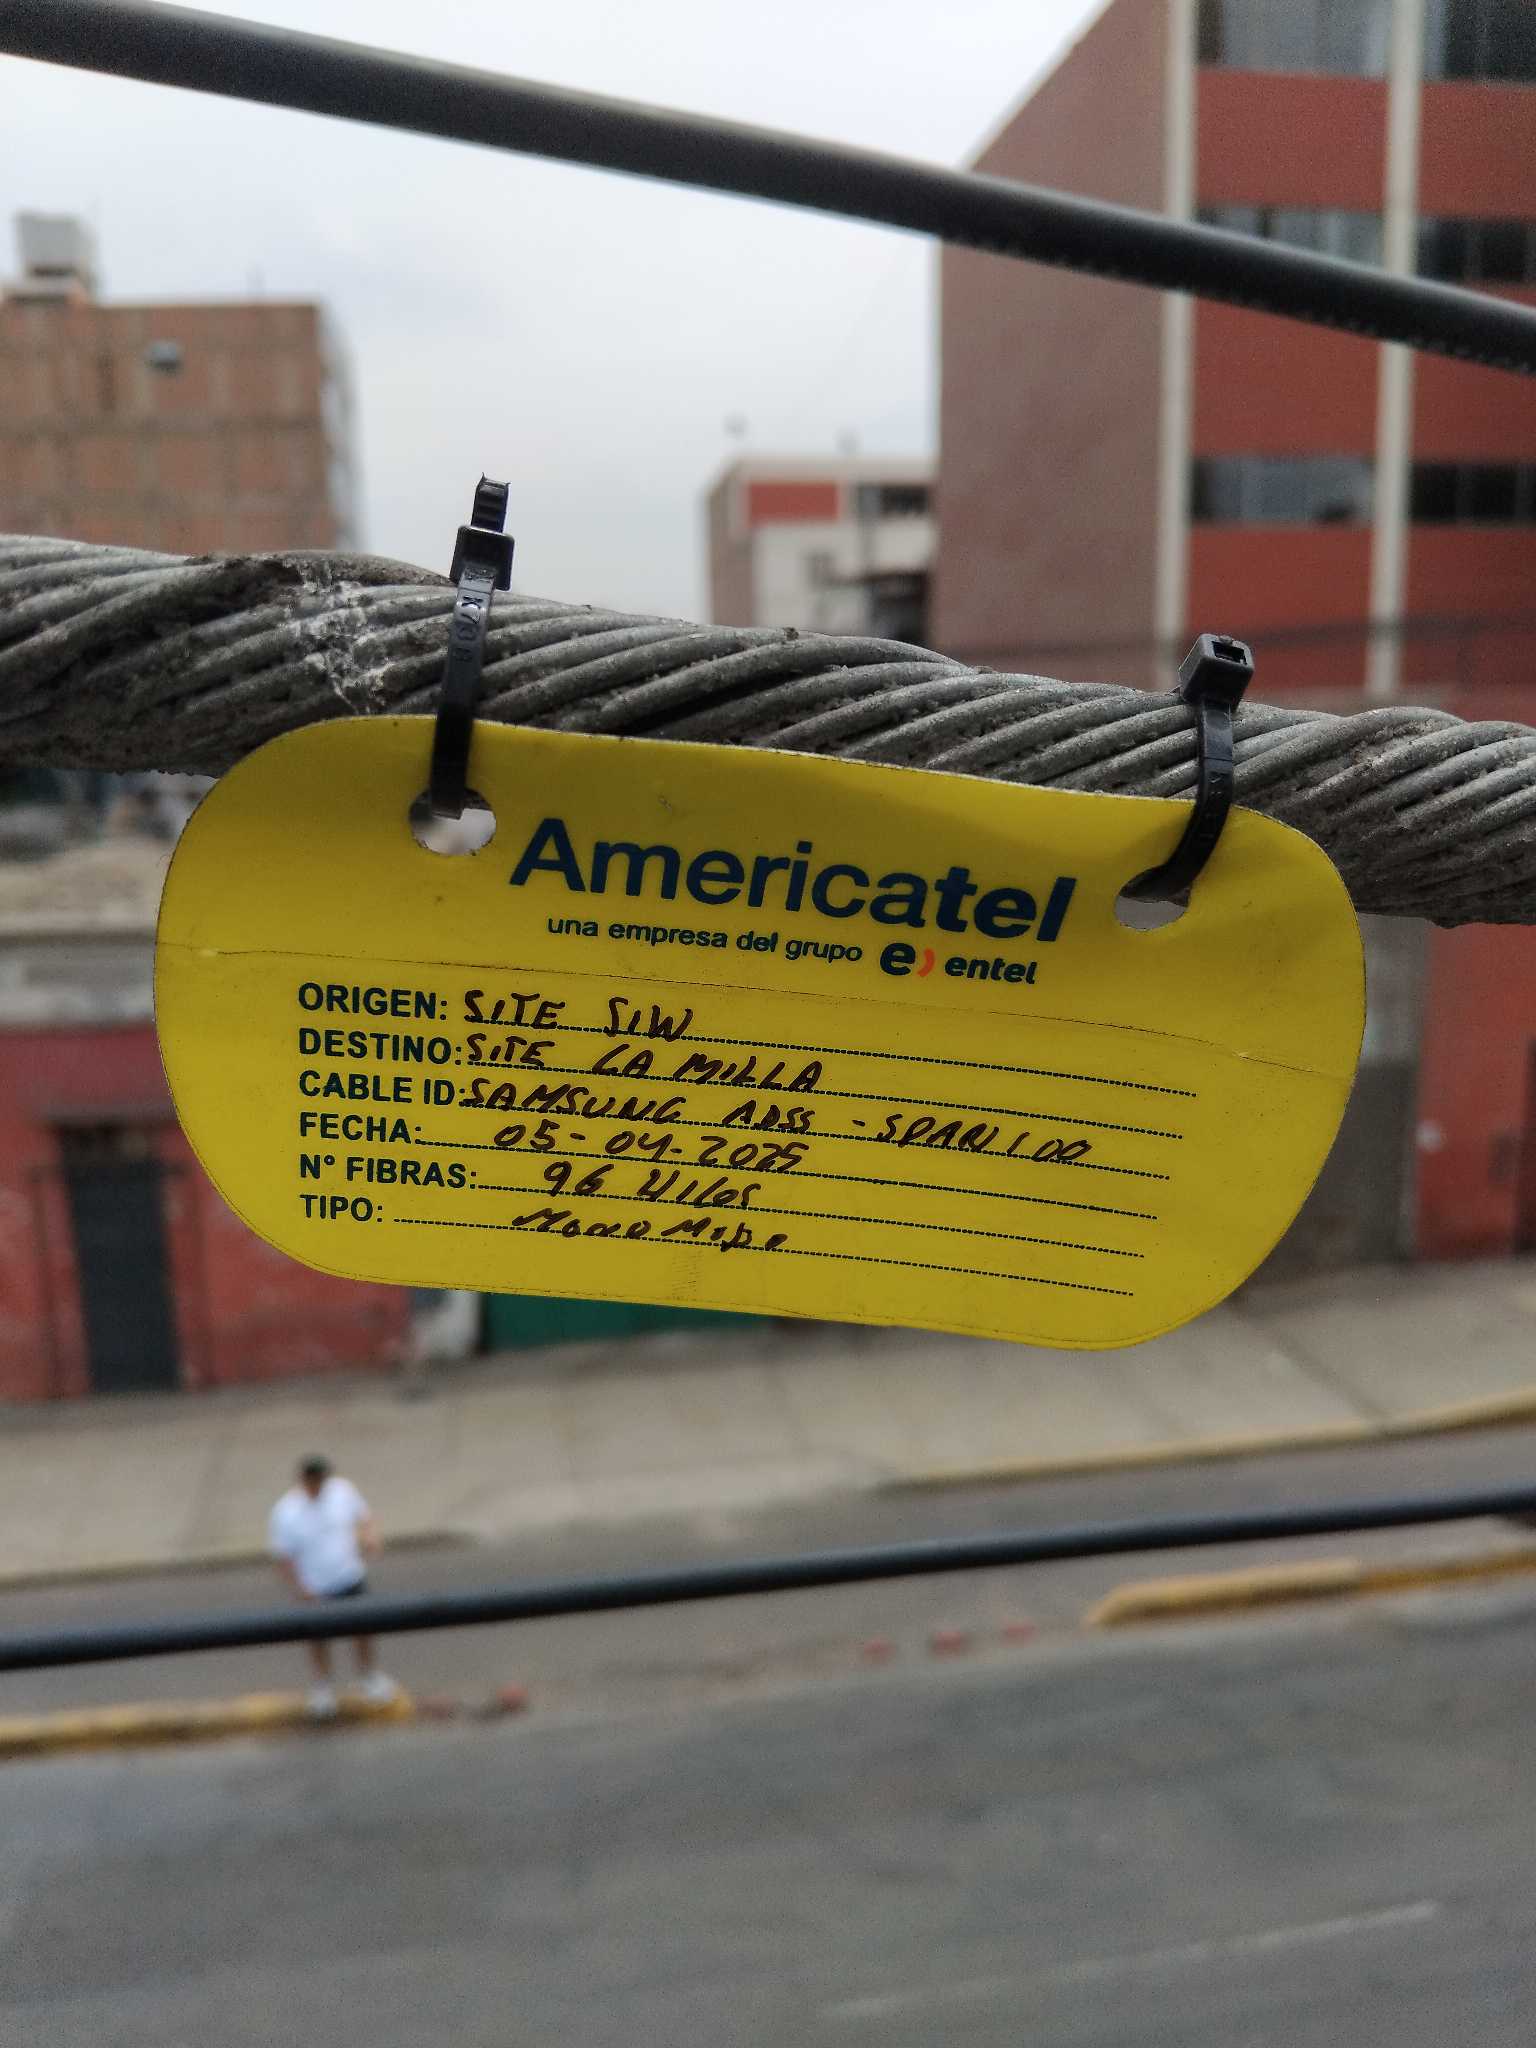 Americatel
una empresa del grupo e) entel
ORIGEN: SITE SIW
DESTINO: SITE LA MILLA
CABLE ID: SAMSUNG ADSS - SPAN 100
FECHA: 05-04-2025
N° FIBRAS: 96 Hilos
TIPO: MONO MODO